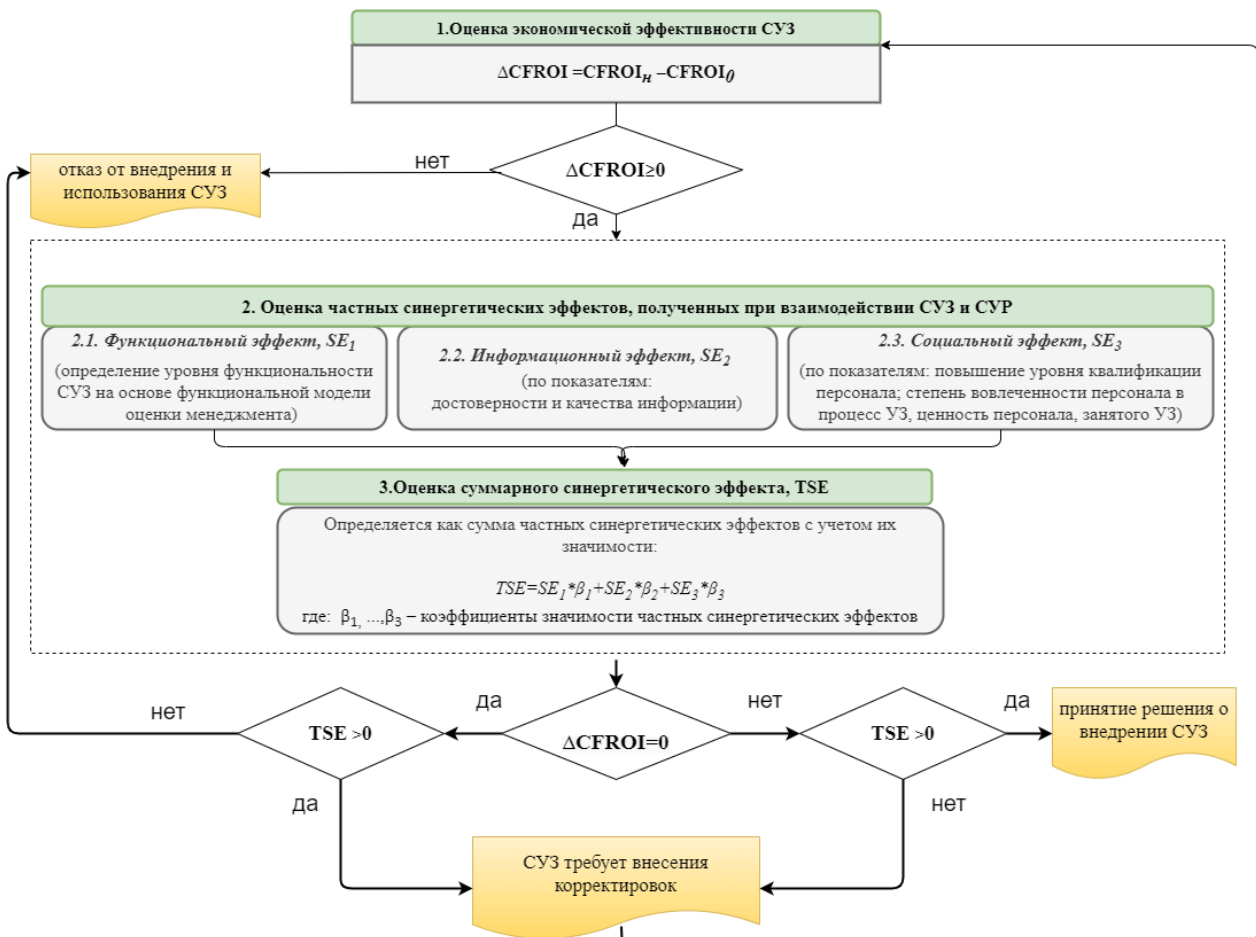 1.Оценка экономической эффективности СУЗ
∆CFROI =CFROIн –CFROI0
∆CFROI≥0
нет
да
отказ от внедрения и
использования СУЗ
2. Оценка частных синергетических эффектов, полученных при взаимодействии СУЗ и СУР
2.1. Функциональный эффект, SE1
(определение уровня функциональности
СУЗ на основе функциональной модели
оценки менеджмента)
2.2. Информационный эффект, SE2
(по показателям:
достоверности и качества информации)
2.3. Социальный эффект, SE3
(по показателям: повышение уровня квалификации
персонала; степень вовлеченности персонала в
процесс УЗ, ценность персонала, занятого УЗ)
3.Оценка суммарного синергетического эффекта, TSE
Определяется как сумма частных синергетических эффектов с учетом их
значимости:
TSE=SE1*β1+SE2*β2+SE3*β3
где: β1, ...,β3 – коэффициенты значимости частных синергетических эффектов
нет
TSE >0
да
∆CFROI=0
нет
TSE >0
да
принятие решения о
внедрении СУЗ
да
нет
СУЗ требует внесения
корректировок